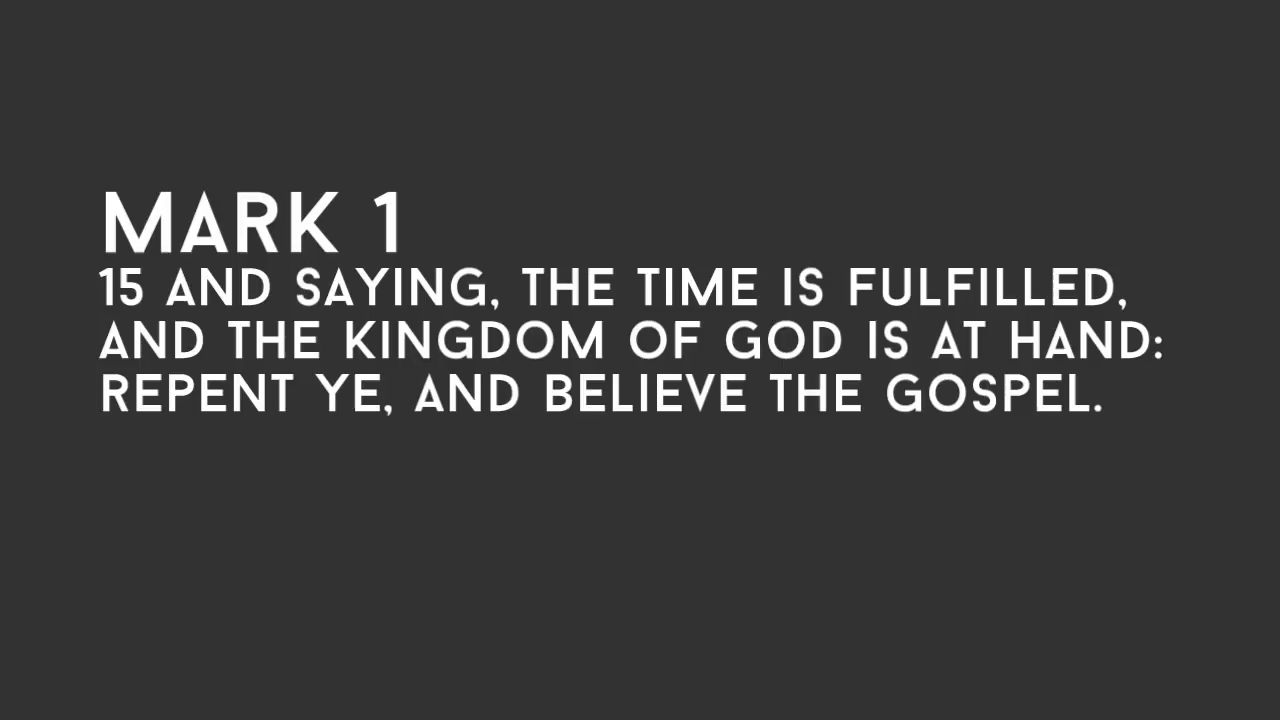 MARK 1
15 AND SAYING, THE TIME IS FULFILLED,
AND THE KINGDOM OF GOD IS AT HAND:
REPENT YE, AND BELIEVE THE GOSPEL.